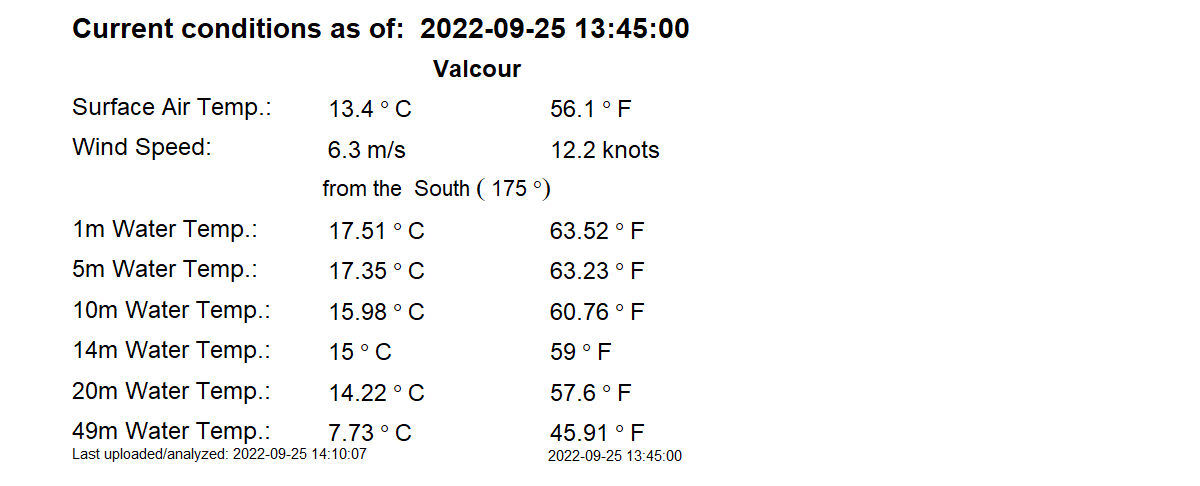 Current conditions as of: 2022-09-25 13:45:00
Valcour
Surface Air Temp.: 13.4 ° C 56.1 ° F
Wind Speed: 6.3 m/s 12.2 knots
from the South ( 175 °)
1m Water Temp.: 17.51 ° C 63.52 ° F
5m Water Temp.: 17.35 ° C 63.23 ° F
10m Water Temp.: 15.98 ° C 60.76 ° F
14m Water Temp.: 15 ° C 59 ° F
20m Water Temp.: 14.22 ° C 57.6 ° F
49m Water Temp.: 7.73 ° C 45.91 ° F
Last uploaded/analyzed: 2022-09-25 14:10:07 2022-09-25 13:45:00